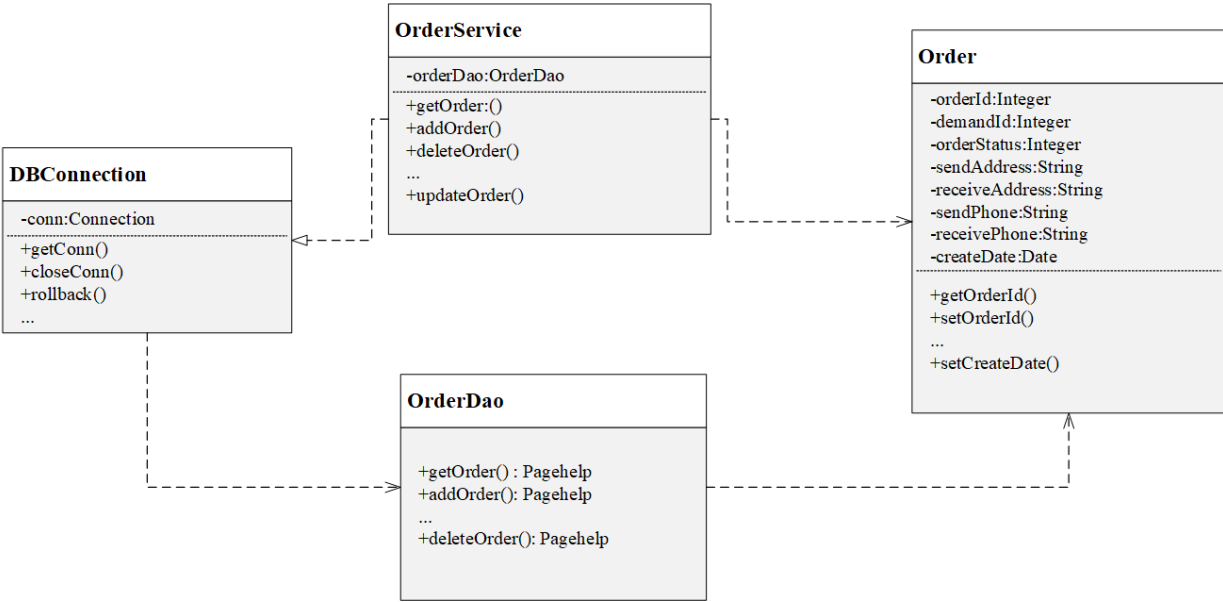 OrderService
-orderDao:OrderDao
+getOrder:()
+addOrder()
+deleteOrder()
...
+updateOrder()
Order
-orderId:Integer
-demandId:Integer
-orderStatus:Integer
-sendAddress:String
-receiveAddress:String
-sendPhone:String
-receivePhone:String
-createDate:Date
+getOrderId()
+setOrderId()
...
+setCreateDate()
DBConnection
-conn:Connection
+getConn()
+closeConn()
+rollback()
...
OrderDao
+getOrder() : Pagehelp
+addOrder(): Pagehelp
...
+deleteOrder(): Pagehelp